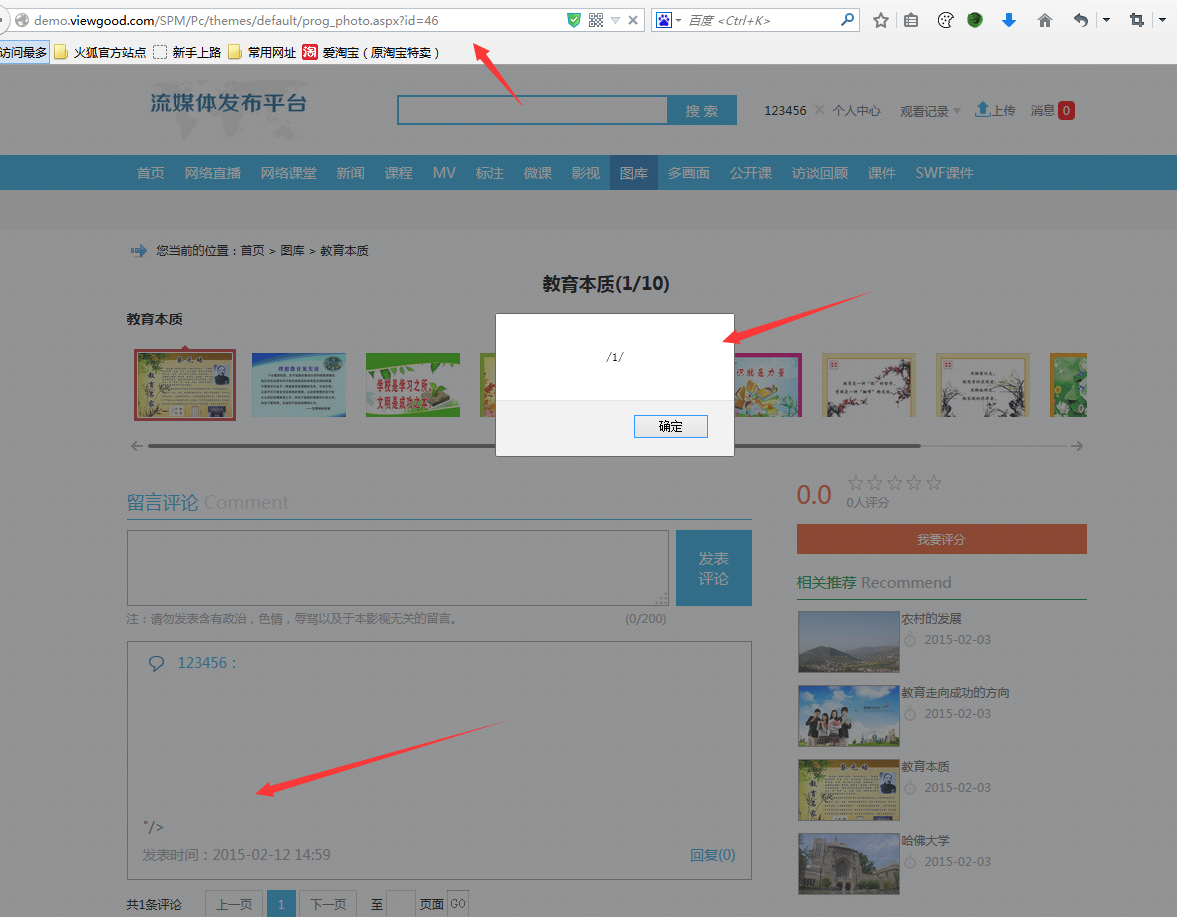 demo.viewgood.com/SPM/Pc/themes/default/prog_photo.aspx?id=46
百度 <Ctrl+K>
访问最多 火狐官方站点 新手上路 常用网址 淘 爱淘宝（原淘宝特卖）
流媒体发布平台
搜 索
123456 个人中心 观看记录 上传 消息 0
首页 网络直播 网络课堂 新闻 课程 MV 标注 微课 影视 图库 多画面 公开课 访谈回顾 课件 SWF课件
您当前的位置：首页 > 图库 > 教育本质
教育本质(1/10)
教育本质
学校是学习之所
文明是成功之本
/1/
确定
留言评论 Comment
发表
评论
注：请勿发表含有政治，色情，辱骂以及于本影视无关的留言。 (0/200)
123456：
"/>
发表时间：2015-02-12 14:59 回复(0)
共1条评论 上一页 1 下一页 至 页面 GO
0.0
0人评分
我要评分
相关推荐 Recommend
农村的发展
2015-02-03
教育走向成功的方向
2015-02-03
教育本质
2015-02-03
哈佛大学
2015-02-03